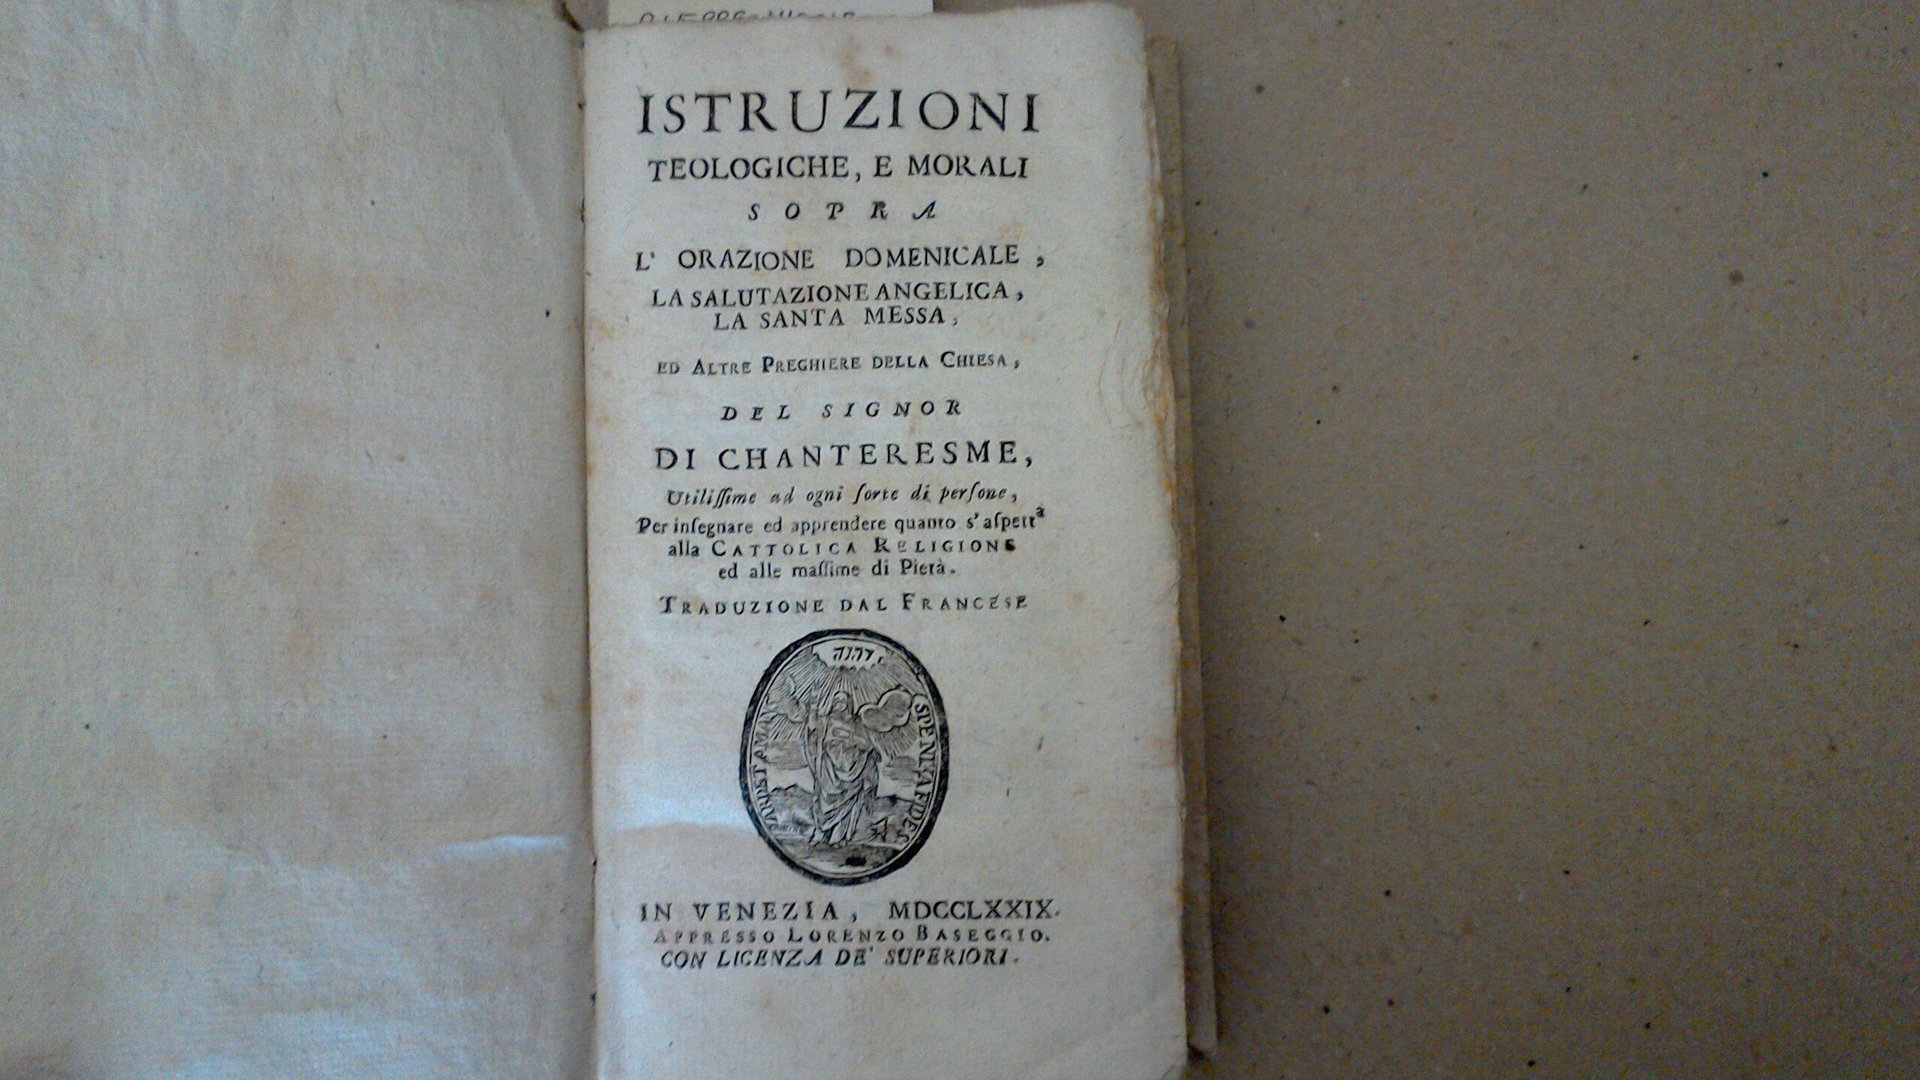 ISTRUZIONI
TEOLOGICHE, E MORALI
SOPRA
L' ORAZIONE DOMENICALE,
LA SALUTAZIONE ANGELICA,
LA SANTA MESSA,
ED ALTRE PREGHIERE DELLA CHIESA,
DEL SIGNOR
DI CHANTERESME,
Utiliſſime ad ogni ſorte di perſone,
Per inſegnare ed apprendere quanto s'aſpetta
alla CATTOLICA RELIGIONE
ed alle maſſime di Pietà.
TRADUZIONE DAL FRANCESE
IN VENEZIA, MDCCLXXIX.
APPRESSO LORENZO BASEGGIO.
CON LICENZA DE' SUPERIORI.